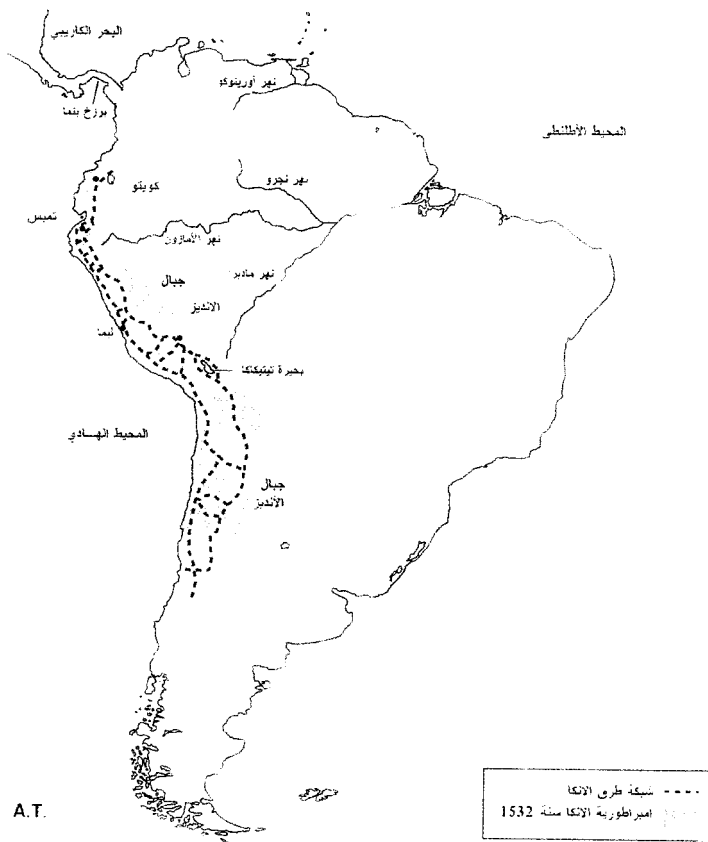 البحر الكاريبي
برزخ بنما
نهر أورينوكو
المحيط الأطلنطي
نهر نجرو
كويتو
تمبس
نهر الأمازون
نهر مادير
جبال
الانديز
ليما
بحيرة تيتيكاكا
المحيط الهادي
جبال
الأنديز
شبكة طرق الانكا
امبراطورية الانكا سنة 1532
A.T.